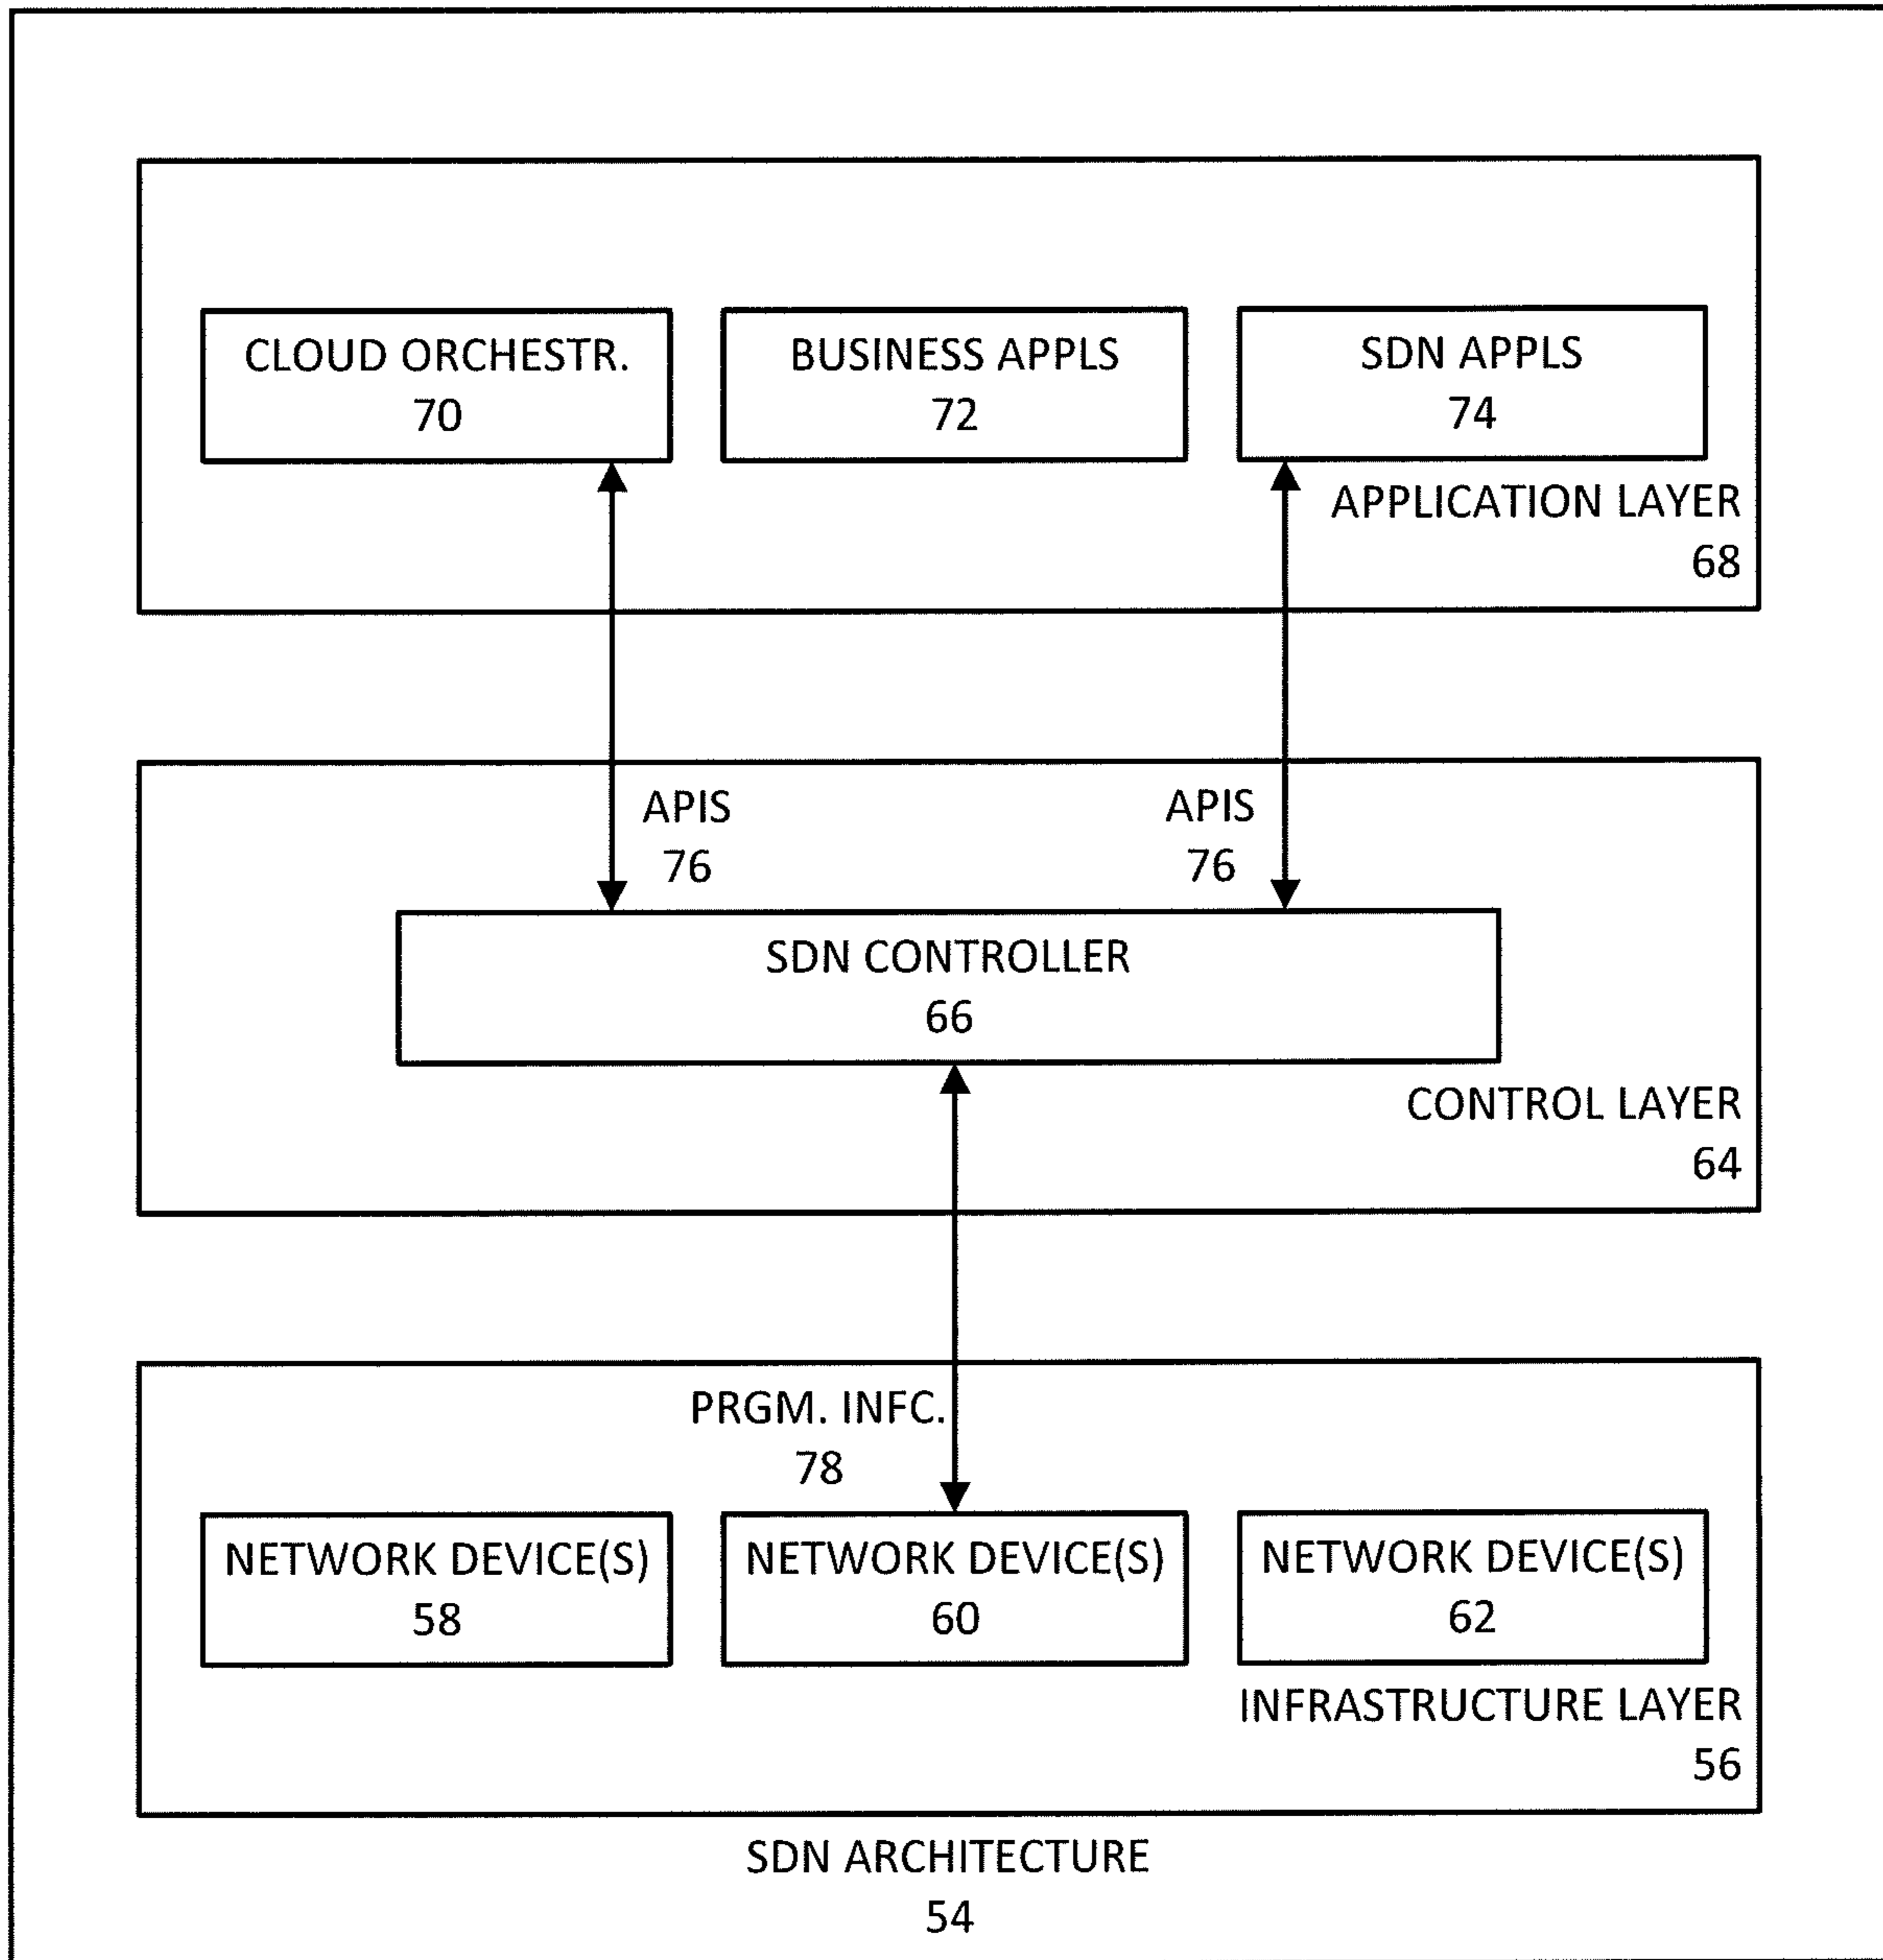 CLOUD ORCHESTR.
70
BUSINESS APPLS
72
SDN APPLS
74
APPLICATION LAYER
68
APIS
76
APIS
76
SDN CONTROLLER
66
CONTROL LAYER
64
PRGM. INFC.
78
NETWORK DEVICE(S)
58
NETWORK DEVICE(S)
60
NETWORK DEVICE(S)
62
INFRASTRUCTURE LAYER
56
SDN ARCHITECTURE
54